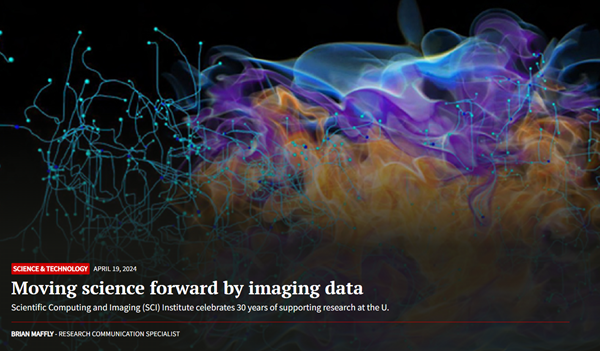 SCIENCE & TECHNOLOGY APRIL 19, 2024
Moving science forward by imaging data
Scientific Computing and Imaging (SCI) Institute celebrates 30 years of supporting research at the U.
BRIAN MAFFLY - RESEARCH COMMUNICATION SPECIALIST